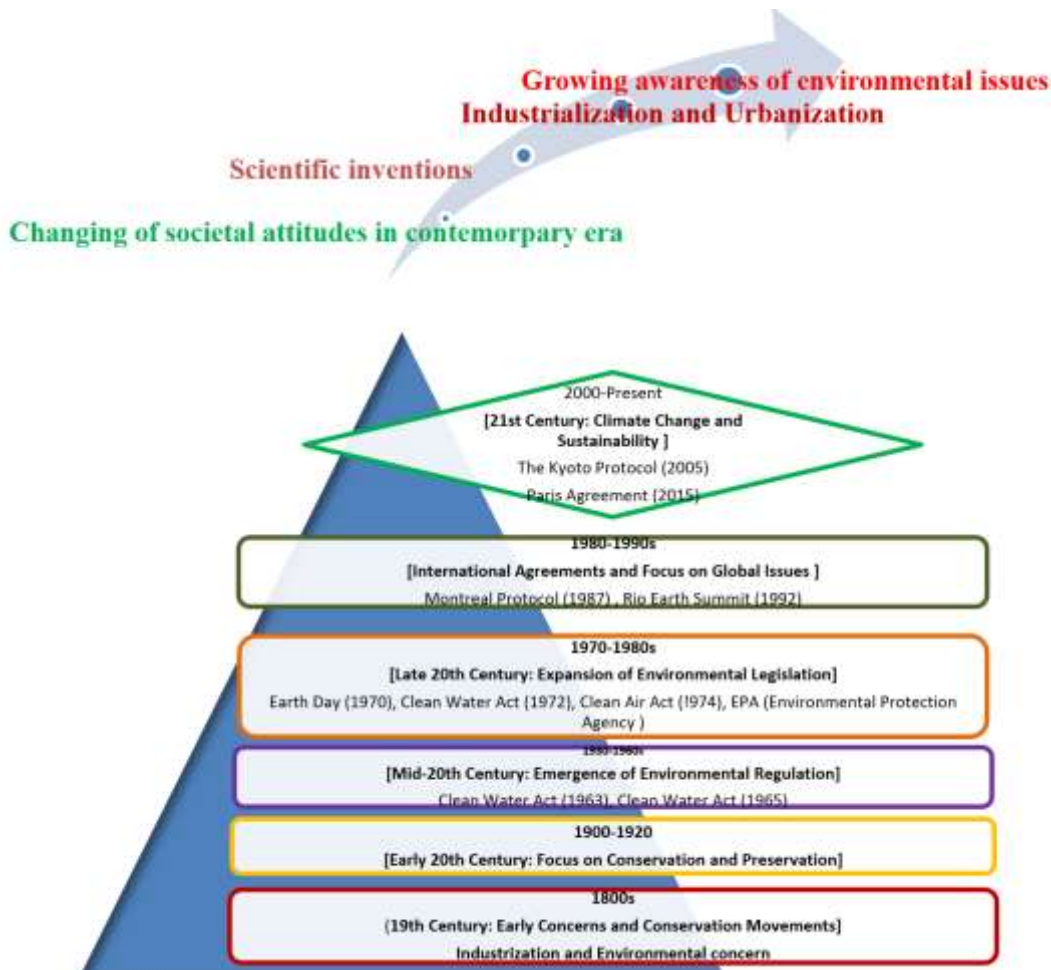 Growing awareness of environmental issues
Industrialization and Urbanization
Scientific inventions
Changing of societal attitudes in contemorpary era
2000-Present
[21st Century: Climate Change and
Sustainability ]
The Kyoto Protocol (2005)
Paris Agreement (2015)
1980-1990s
[International Agreements and Focus on Global Issues ]
Montreal Protocol (1987) , Rio Earth Summit (1992)
1970-1980s
[Late 20th Century: Expansion of Environmental Legislation]
Earth Day (1970), Clean Water Act (1972), Clean Air Act (!974), EPA (Environmental Protection
Agency )
[Mid-20th Century: Emergence of Environmental Regulation]
Clean Water Act (1963), Clean Water Act (1965)
1900-1920
[Early 20th Century: Focus on Conservation and Preservation]
1800s
(19th Century: Early Concerns and Conservation Movements]
Industrization and Environmental concern